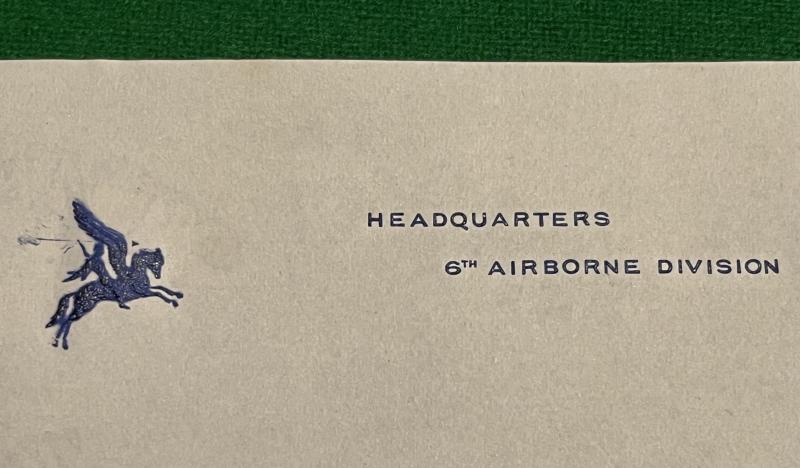 HEADQUARTERS
6TH AIRBORNE DIVISION